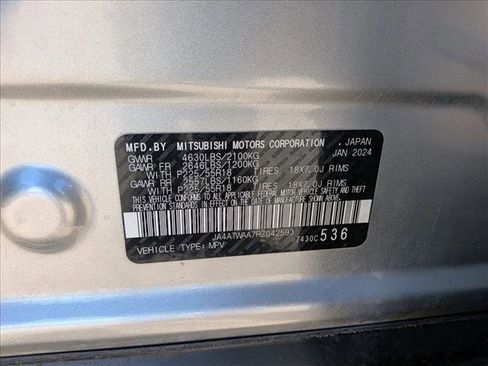 MFD.BY MITSUBISHI MOTORS CORPORATION , JAPAN
GVWR 4630LBS/2100KG JAN 2024
GAWR FR 2646LBS/1200KG
WITH P225/55R18 TIRES 18X7.0J RIMS
GAWR RR 2557LBS/1160KG
WITH P225/55R18 TIRES 18X7.0J RIMS
THIS VEHICLE CONFORMS TO ALL APPLICABLE FEDERAL MOTOR VEHICLE SAFETY AND THEFT
PREVENTION STANDARDS IN EFFECT ON THE DATE OF MANUFACTURE SHOWN ABOVE.
JA4ATWAA7RZ042593
VEHICLE TYPE: MPV 7430C 536